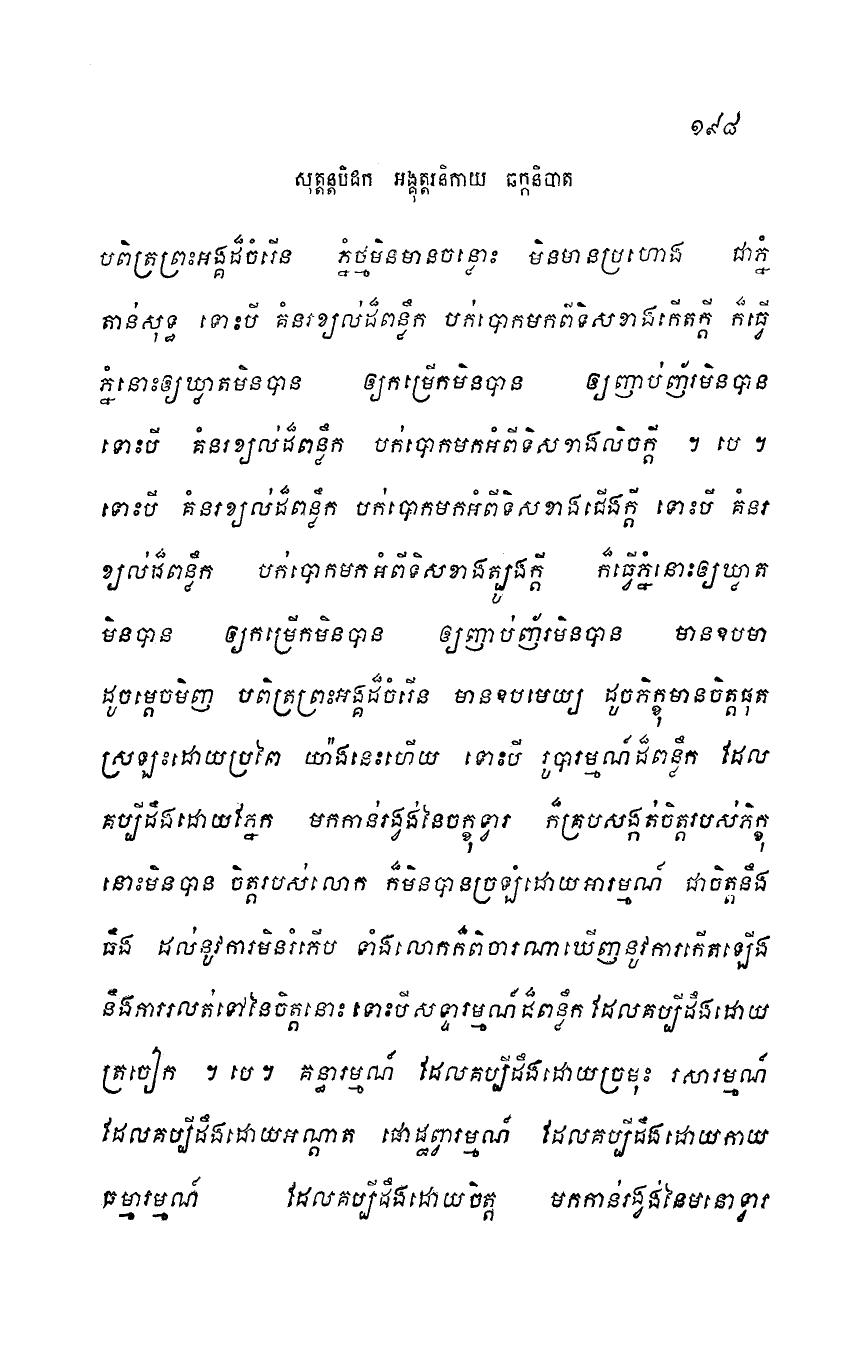 ១៩៨
សុត្តន្តបិដក អង្គុត្តរនិកាយ ឆក្កនិបាត
បពិត្រព្រះអង្គដ៏ចំរើន ភ្នំថ្មមិនមានចន្លោះ មិនមានប្រហោង ជាភ្នំ
តាន់សុទ្ធ ទោះបី គំនរខ្យល់ដ៏ពន្លឹក បក់បោកមកពីទិសខាងកើតក្តី ក៏ធ្វើ
ភ្នំនោះឲ្យឃ្លាតមិនបាន ឲ្យកម្រើកមិនបាន ឲ្យញាប់ញ័រមិនបាន
ទោះបី គំនរខ្យល់ដ៏ពន្លឹក បក់បោកមកអំពីទិសខាងលិចក្តី ។ បេ ។
ទោះបី គំនរខ្យល់ដ៏ពន្លឹក បក់បោកមកអំពីទិសខាងជើងក្តី ទោះបី គំនរ
ខ្យល់ដ៏ពន្លឹក បក់បោកមកអំពីទិសខាងត្បូងក្តី ក៏ធ្វើភ្នំនោះឲ្យឃ្លាត
មិនបាន ឲ្យកម្រើកមិនបាន ឲ្យញាប់ញ័រមិនបាន មានឧបមា
ដូចម្តេចមិញ បពិត្រព្រះអង្គដ៏ចំរើន មានឧបមេយ្យ ដូចភិក្ខុមានចិត្តផុត
ស្រឡះដោយប្រពៃ យ៉ាងនេះហើយ ទោះបី រូបារម្មណ៍ដ៏ពន្លឹក ដែល
គប្បីដឹងដោយភ្នែក មកកាន់រង្វង់នៃចក្ខុទ្វារ ក៏គ្របសង្កត់ចិត្តរបស់ភិក្ខុ
នោះមិនបាន ចិត្តរបស់លោក ក៏មិនបានច្រឡំដោយអារម្មណ៍ ជាចិត្តនឹង
ធឹង ដល់នូវការមិនរំភើប ទាំងលោកក៏ពិចារណាឃើញនូវការកើតឡើង
នឹងការរលត់ទៅនៃចិត្តនោះ ទោះបីសទ្ទារម្មណ៍ដ៏ពន្លឹក ដែលគប្បីដឹងដោយ
ត្រចៀក ។ បេ ។ គន្ធារម្មណ៍ ដែលគប្បីដឹងដោយច្រមុះ រសារម្មណ៍
ដែលគប្បីដឹងដោយអណ្តាត ផោដ្ឋព្វារម្មណ៍ ដែលគប្បីដឹងដោយកាយ
ធម្មារម្មណ៍ ដែលគប្បីដឹងដោយចិត្ត មកកាន់រង្វង់នៃមនោទ្វារ